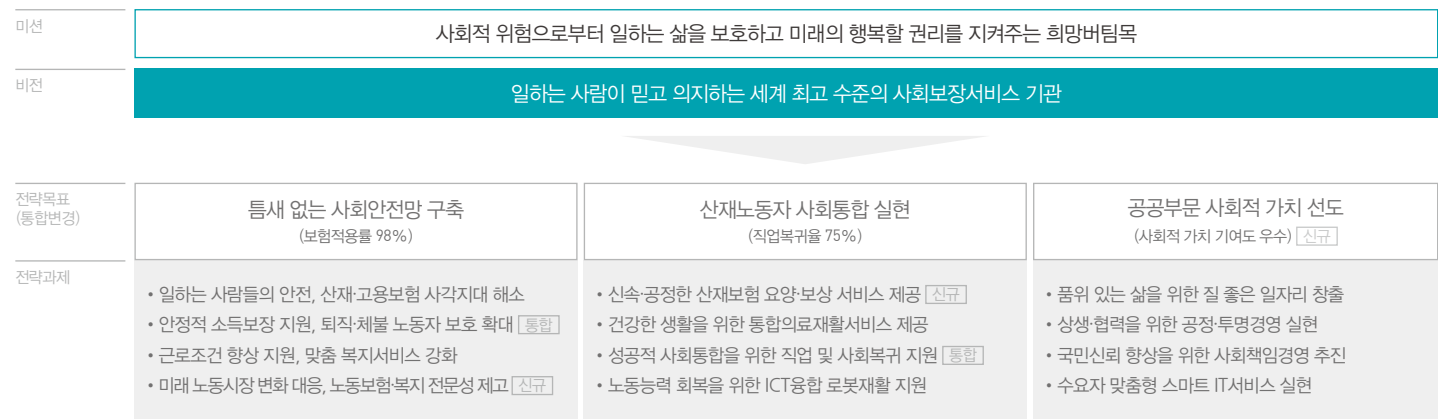 미션
사회적 위험으로부터 일하는 삶을 보호하고 미래의 행복할 권리를 지켜주는 희망버팀목
비전
일하는 사람이 믿고 의지하는 세계 최고 수준의 사회보장서비스 기관
전략목표
(통합변경)
틈새 없는 사회안전망 구축
(보험적용률 98%)
산재노동자 사회통합 실현
(직업복귀율 75%)
공공부문 사회적 가치 선도
(사회적 가치 기여도 우수) 신규
전략과제
• 일하는 사람들의 안전, 산재·고용보험 사각지대 해소
• 안정적 소득보장 지원, 퇴직·체불 노동자 보호 확대 통합
• 근로조건 향상 지원, 맞춤 복지서비스 강화
• 미래 노동시장 변화 대응, 노동보험·복지 전문성 제고 신규
• 신속·공정한 산재보험 요양·보상 서비스 제공 신규
• 건강한 생활을 위한 통합의료재활서비스 제공
• 성공적 사회통합을 위한 직업 및 사회복귀 지원 통합
• 노동능력 회복을 위한 ICT융합 로봇재활 지원
• 품위 있는 삶을 위한 질 좋은 일자리 창출
• 상생·협력을 위한 공정·투명경영 실현
• 국민신뢰 향상을 위한 사회책임경영 추진
• 수요자 맞춤형 스마트 IT서비스 실현